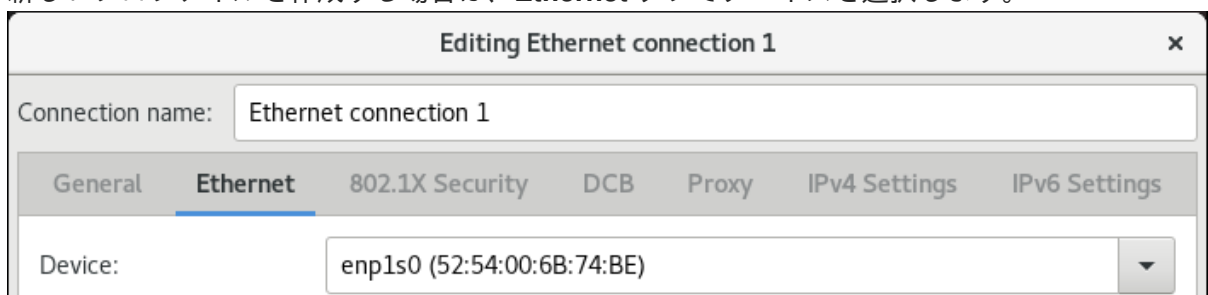 Editing Ethernet connection 1 ×
Connection name: Ethernet connection 1
General Ethernet 802.1X Security DCB Proxy IPv4 Settings IPv6 Settings
Device: enp1s0 (52:54:00:6B:74:BE)